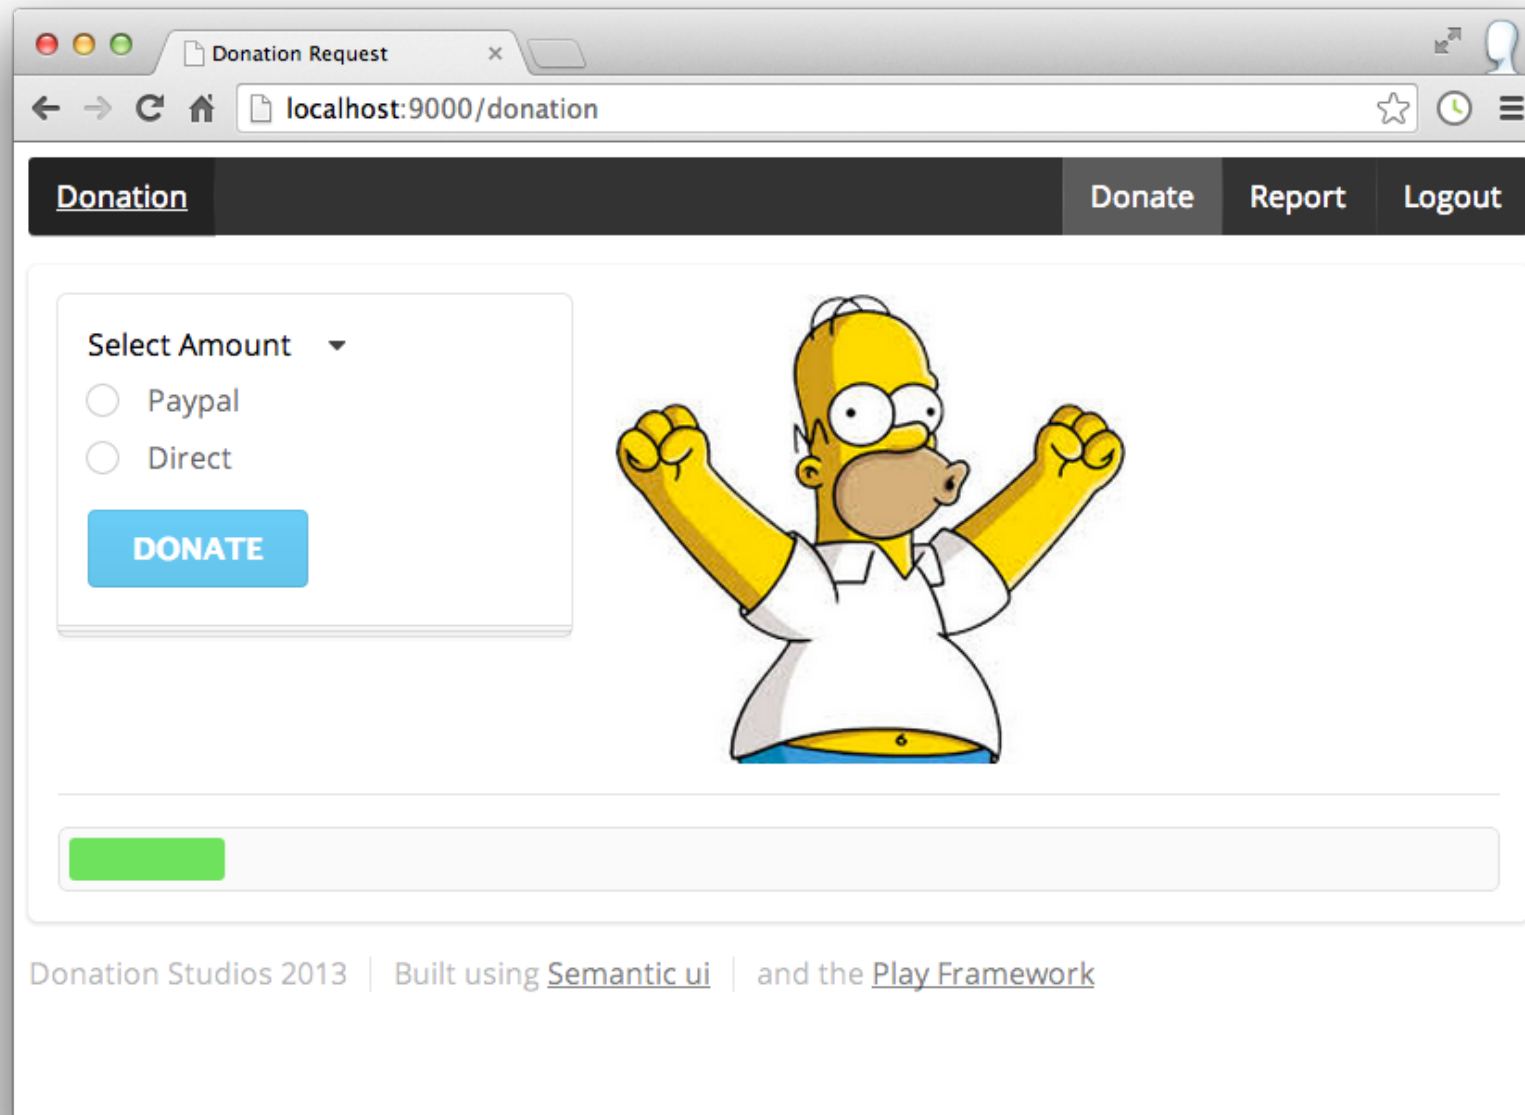 Donation Request
localhost:9000/donation
Donation Donate Report Logout
Select Amount
Paypal
Direct
DONATE
Donation Studios 2013 Built using Semantic ui and the Play Framework